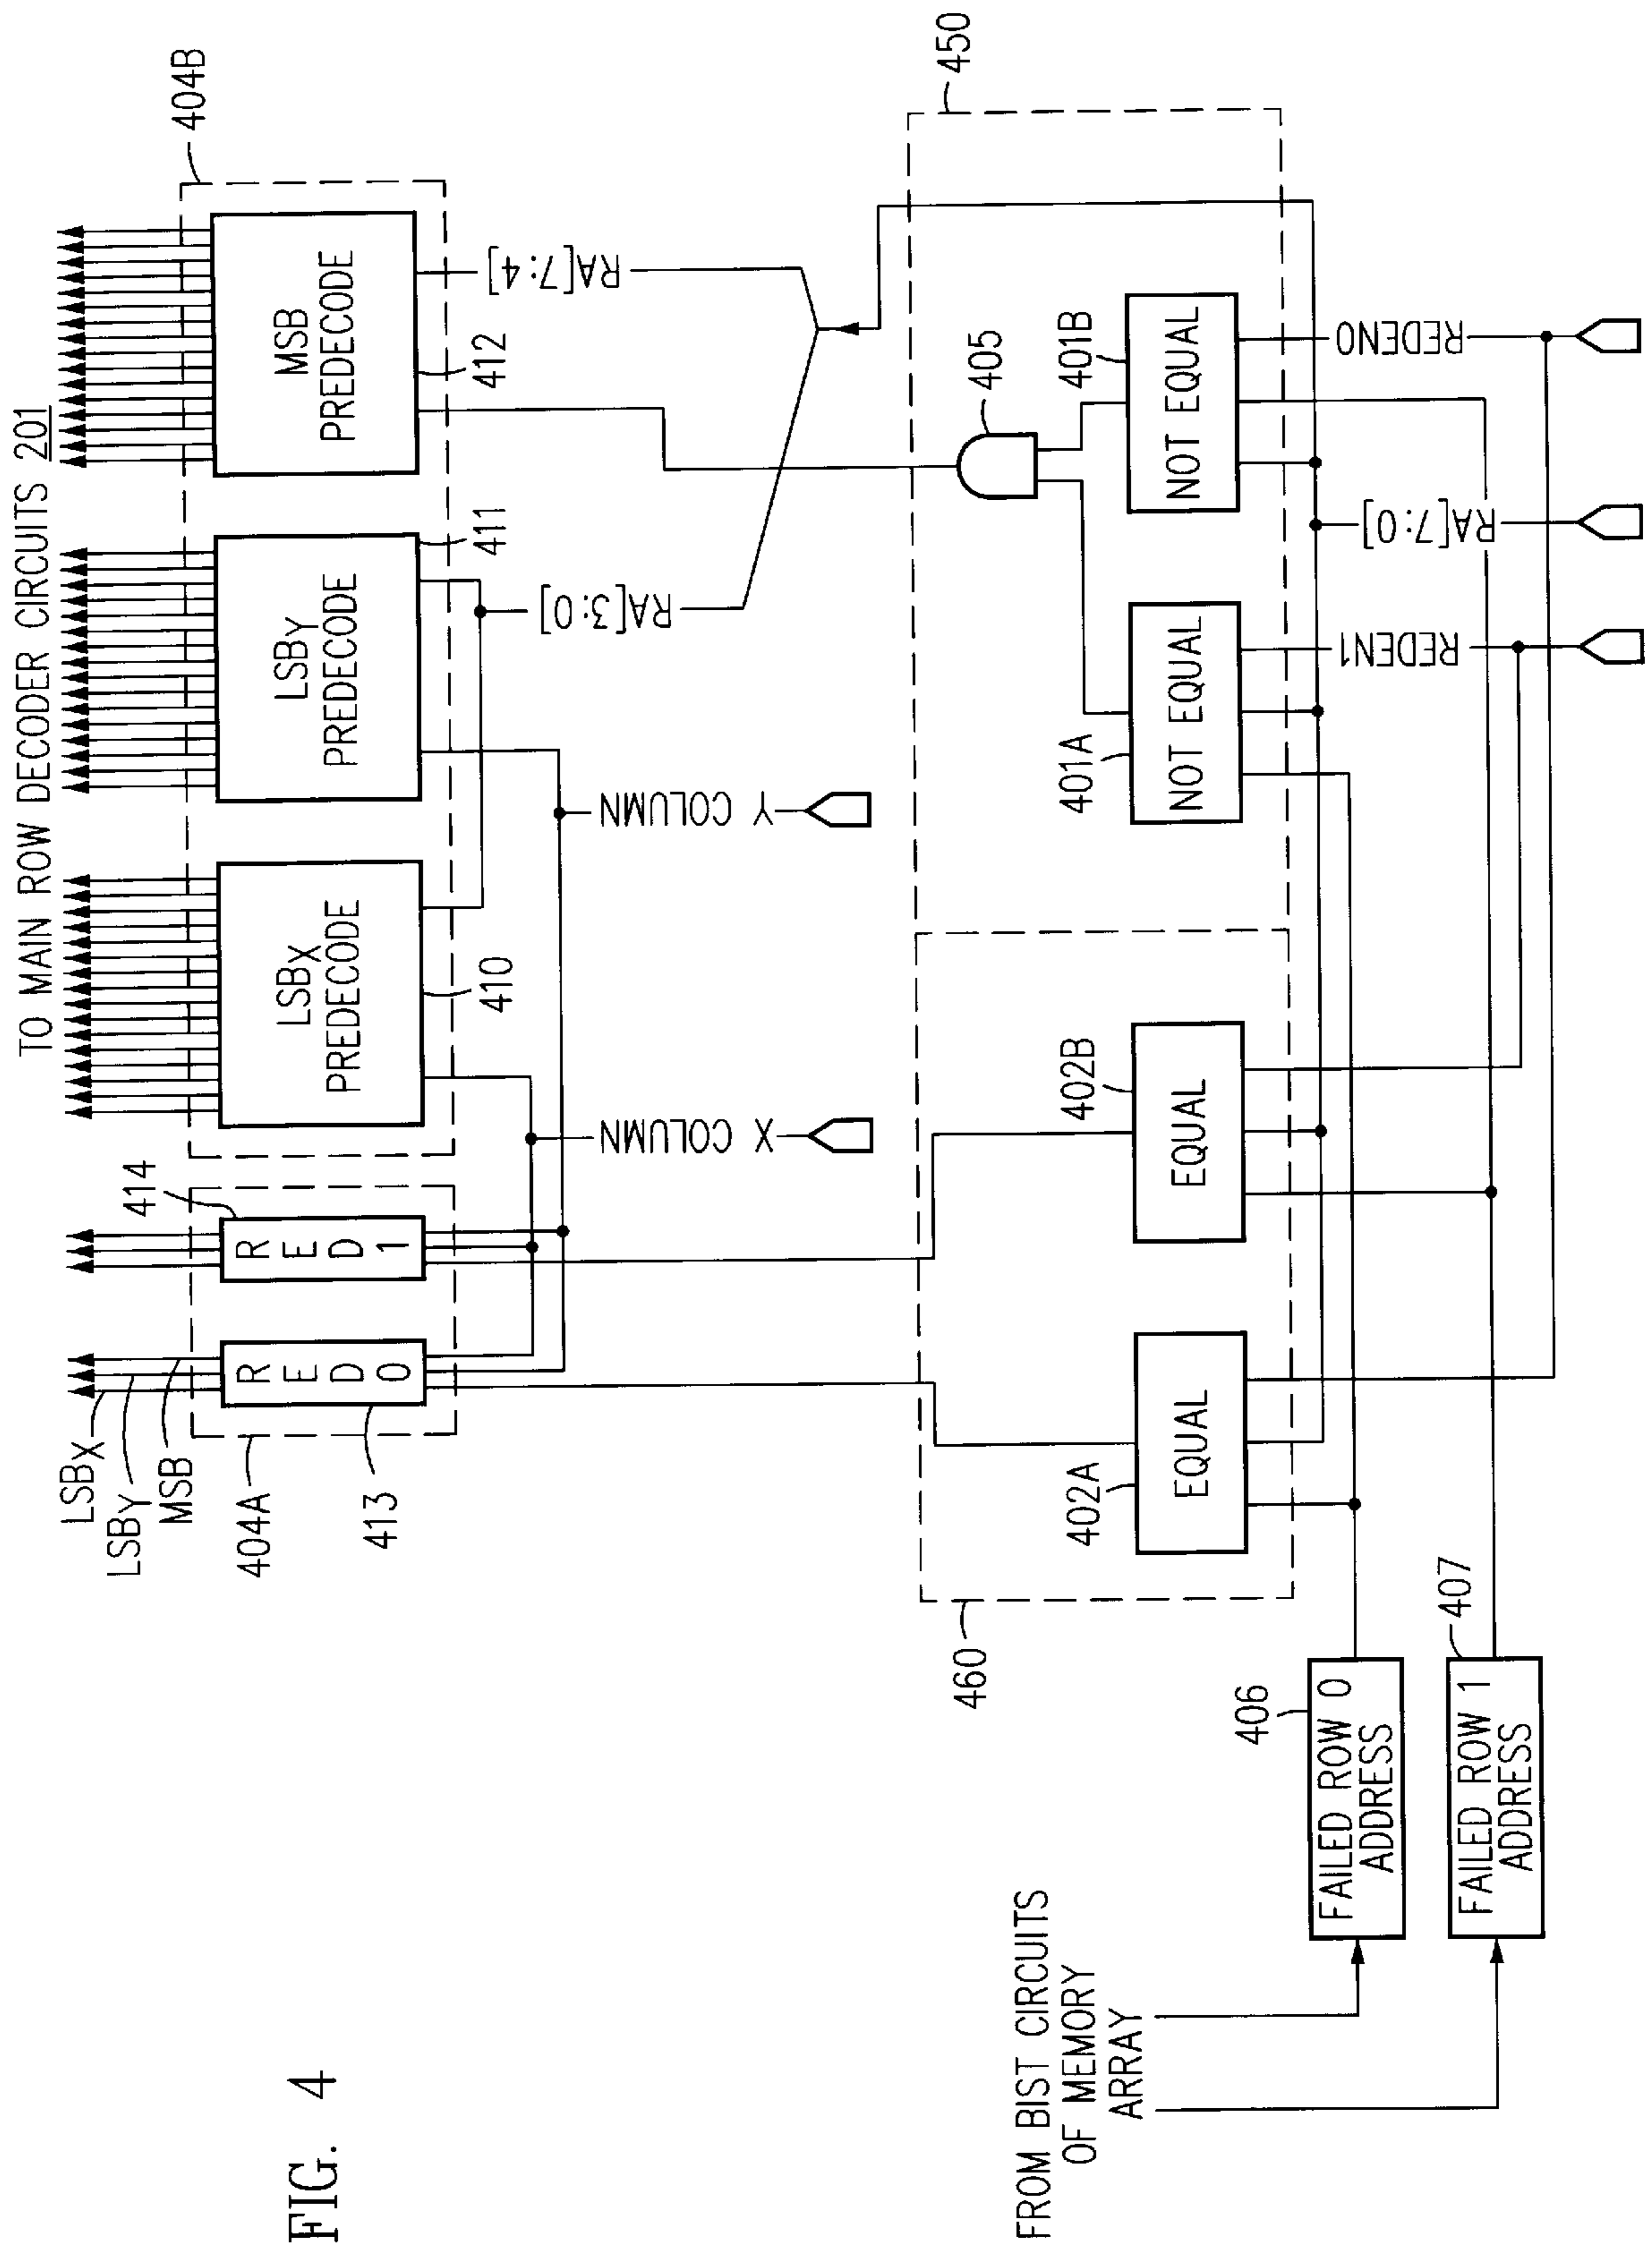 FIG. 4
TO MAIN ROW DECODER CIRCUITS 201
LSBX
LSBY
MSB
404A
413
RED0
414
RED1
LSBX
PREDECODE
410
LSBY
PREDECODE
411
MSB
PREDECODE
412
404B
X COLUMN
Y COLUMN
RA[3:0]
RA[7:4]
460
402A
EQUAL
402B
EQUAL
401A
NOT EQUAL
405
401B
NOT EQUAL
450
REDEN1
RA[7:0]
REDEN0
FROM BIST CIRCUITS
OF MEMORY
ARRAY
406
FAILED ROW 0
ADDRESS
407
FAILED ROW 1
ADDRESS